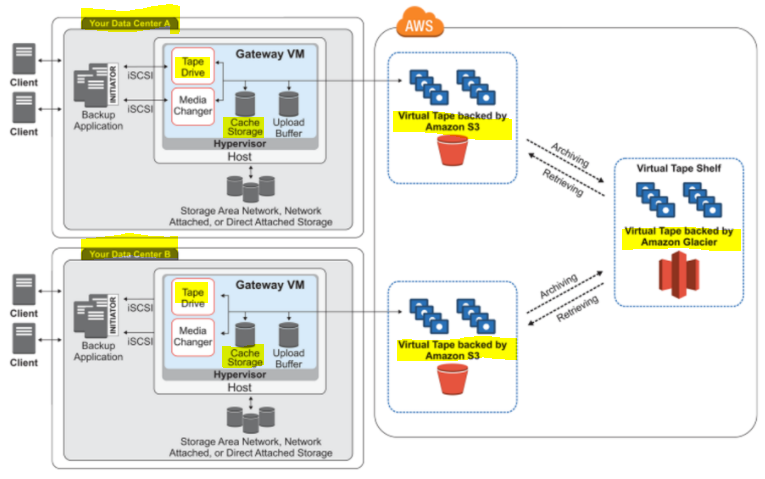 Your Data Center A
AWS
Client
Client
Backup
Application
INITIATOR
iSCSI
iSCSI
Gateway VM
Tape
Drive
Media
Changer
Cache
Storage
Upload
Buffer
Hypervisor
Host
Storage Area Network, Network
Attached, or Direct Attached Storage
Virtual Tape backed by
Amazon S3
Archiving
Retrieving
Virtual Tape Shelf
Virtual Tape backed by
Amazon Glacier
Your Data Center B
Client
Client
Backup
Application
INITIATOR
iSCSI
iSCSI
Gateway VM
Tape
Drive
Media
Changer
Cache
Storage
Upload
Buffer
Hypervisor
Host
Storage Area Network, Network
Attached, or Direct Attached Storage
Virtual Tape backed by
Amazon S3
Archiving
Retrieving